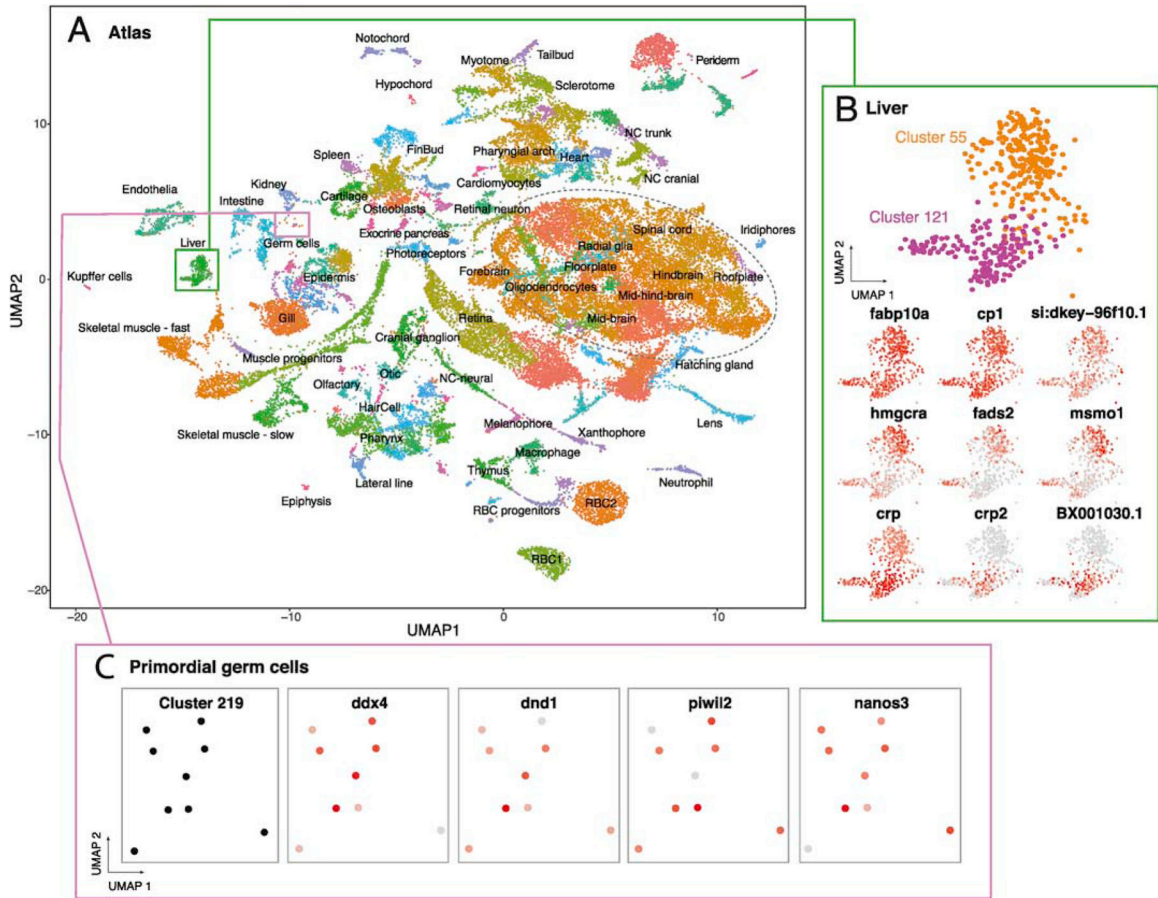 A Atlas
Notochord
Tailbud
Myotome
Periderm
Hypochord
Sclerotome
10
NC trunk
Spleen
FinBud
Pharyngial arch
Heart
NC cranial
Kidney
Cardiomyocytes
Endothelia
Intestine
Cartilage
Osteoblasts
Retinal neuron
Spinal cord
Iridiphores
Liver
Germ cells
Exocrine pancreas
Radial glia
Photoreceptors
Floorplate
Kupffer cells
0
Epidermis
Forebrain
Hindbrain
Roofplate
Oligodendrocytes
Mid-hind-brain
Gill
Retina
Mid-brain
Skeletal muscle - fast
Cranial ganglion
Muscle progenitors
Hatching gland
Otic
Olfactory
NC-neural
HairCell
Melanophore
Lens
Skeletal muscle - slow
Pharynx
Xanthophore
-10
Macrophage
Thymus
Lateral line
Neutrophil
Epiphysis
RBC progenitors
RBC2
RBC1
-20
-20
-10
0
10
UMAP1
UMAP2
B Liver
Cluster 55
Cluster 121
UMAP 2
UMAP 1
fabp10a cp1 si:dkey-96f10.1
hmgcra fads2 msmo1
crp crp2 BX001030.1
C Primordial germ cells
Cluster 219 ddx4 dnd1 piwil2 nanos3
UMAP 2
UMAP 1